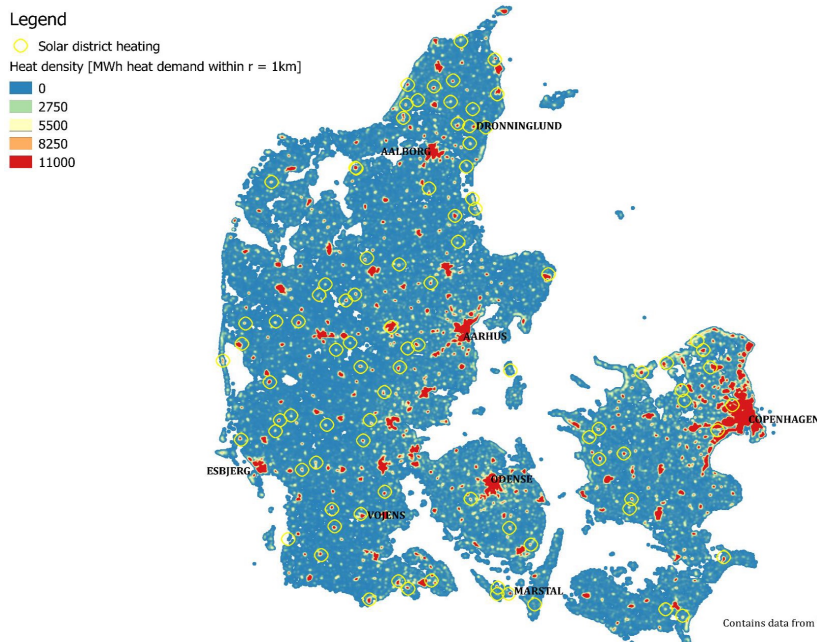 Legend
Solar district heating
Heat density [MWh heat demand within r = 1km]
0
2750
5500
8250
11000
DRONNINGLUND
AALBORG
AARHUS
COPENHAGEN
ESBJERG
ODENSE
VOJENS
MARSTAL
Contains data from